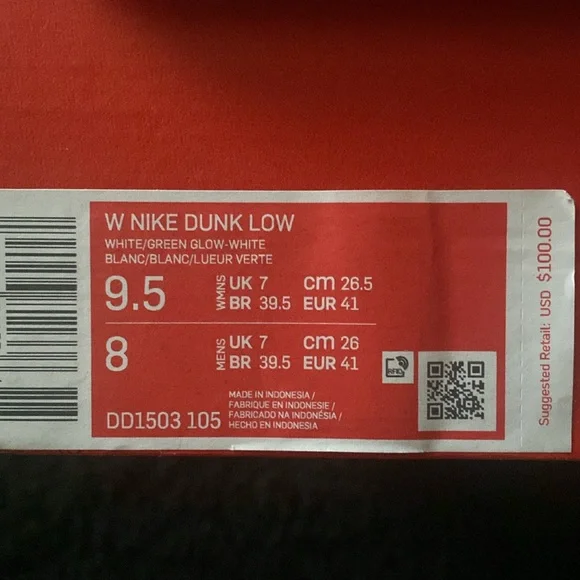 W NIKE DUNK LOW
WHITE/GREEN GLOW-WHITE
BLANC/BLANC/LUEUR VERTE
9.5 WMNS UK 7 cm 26.5
BR 39.5 EUR 41
8 MENS UK 7 cm 26
BR 39.5 EUR 41
RFID
DD1503 105
MADE IN INDONESIA /
FABRIQUE EN INDONESIE /
FABRICADO NA INDONÉSIA /
HECHO EN INDONESIA
Suggested Retail: USD $100.00